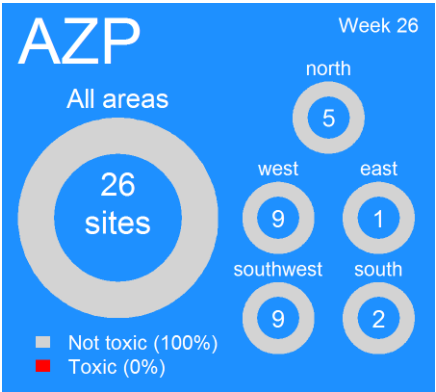 AZP
Week 26
All areas
26
sites
north
5
west
9
east
1
southwest
9
south
2
Not toxic (100%)
Toxic (0%)